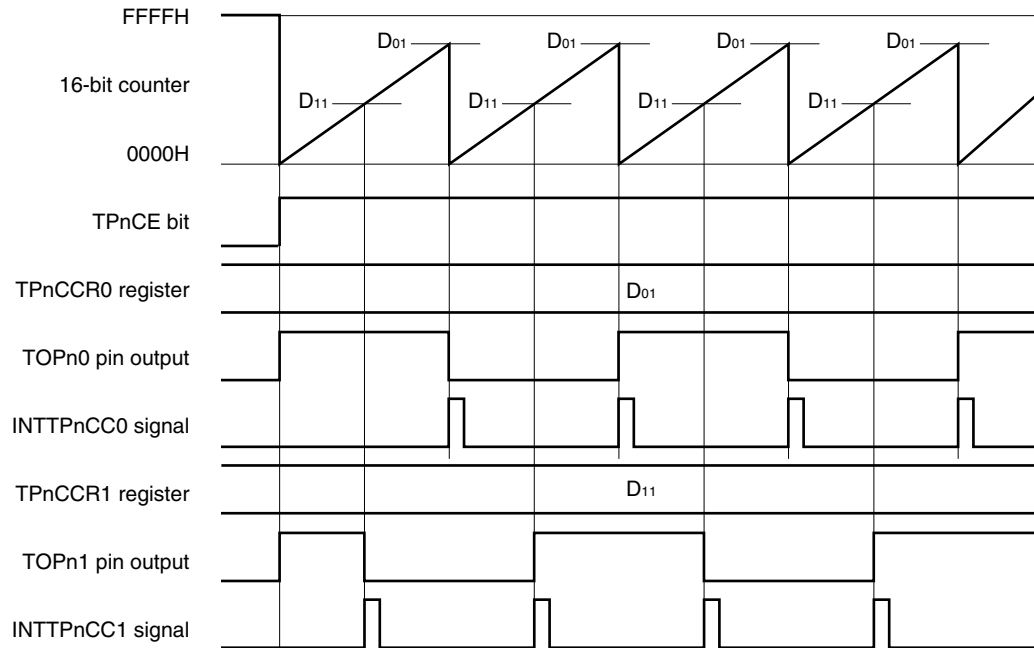 FFFFH
D01 D01 D01 D01
16-bit counter
D11 D11 D11 D11
0000H
TPnCE bit
TPnCCR0 register D01
TOPn0 pin output
INTTPnCC0 signal
TPnCCR1 register D11
TOPn1 pin output
INTTPnCC1 signal